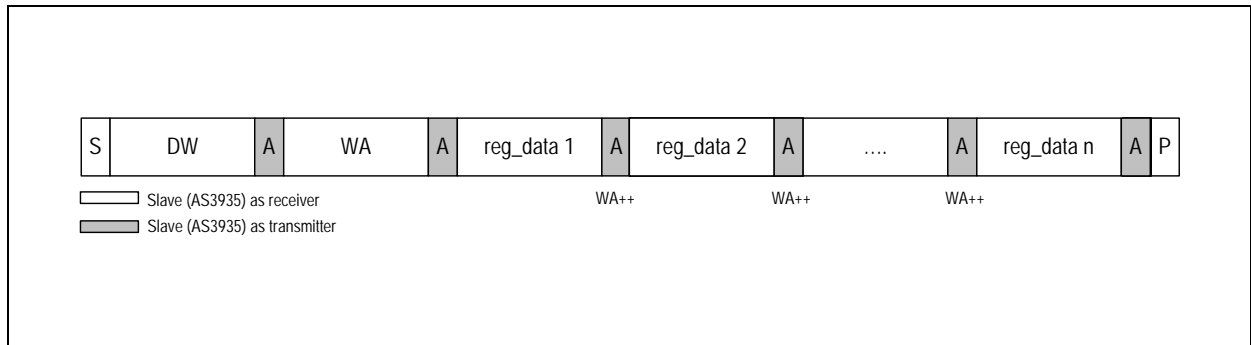 S DW A WA A reg_data 1 A reg_data 2 A .... A reg_data n A P
WA++ WA++ WA++
Slave (AS3935) as receiver
Slave (AS3935) as transmitter